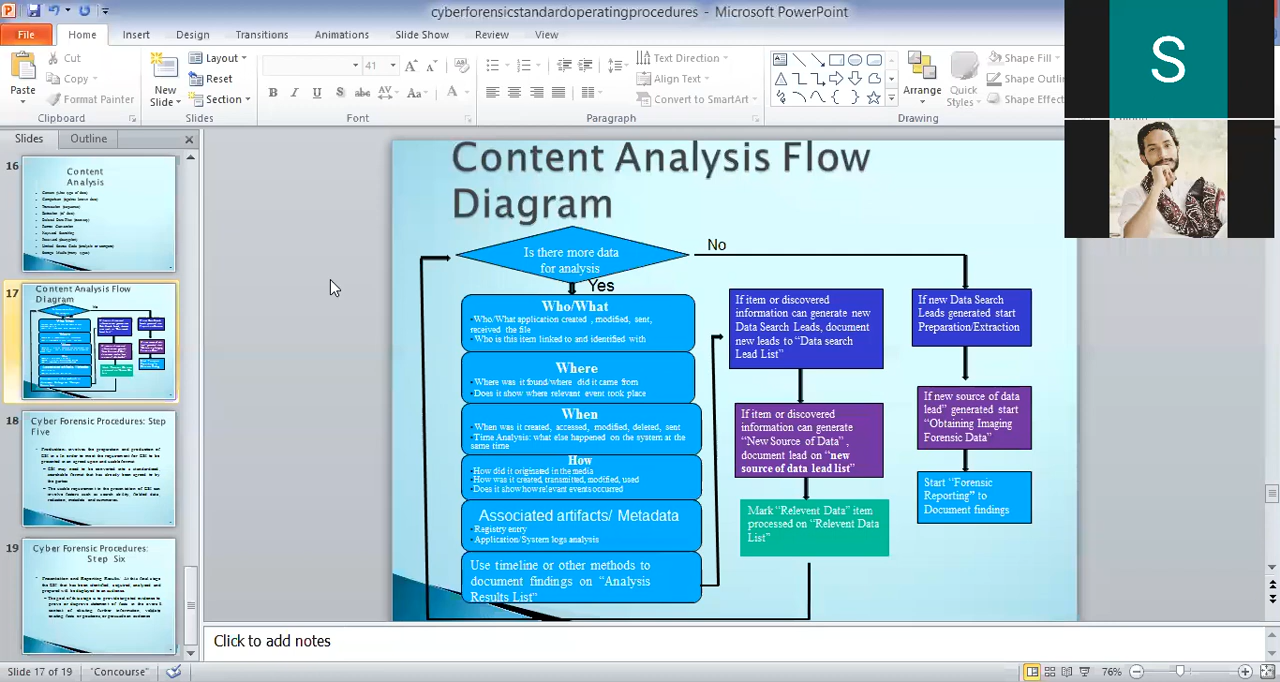 cyberforensicstandardoperatingprocedures - Microsoft PowerPoint
File Home Insert Design Transitions Animations Slide Show Review View
Paste
Cut
Copy
Format Painter
Clipboard
New Slide
Layout
Reset
Section
Slides
41
Font
Text Direction
Align Text
Convert to SmartArt
Paragraph
Arrange
Quick Styles
Shape Fill
Shape Outli
Shape Effect
Drawing
S
Slides Outline
16
Content
Analysis
17
Content Analysis Flow
Diagram
18
Cyber Forensic Procedures: Step
Five
19
Cyber Forensic Procedures:
Step Six
Content Analysis Flow
Diagram
Is there more data
for analysis
No
Yes
Who/What
Who/What application created , modified, sent,
received the file
Who is this item linked to and identified with
Where
Where was it found/where did it came from
Does it show where relevant event took place
When
When was it created, accessed, modified, deleted, sent
Time Analysis: what else happened on the system at the
same time
How
How did it originated in the media
How was it created, transmitted, modified, used
Does it show how relevant events occurred
Associated artifacts/ Metadata
Registry entry
Application/System logs analysis
Use timeline or other methods to
document findings on "Analysis
Results List"
If item or discovered
information can generate new
Data Search Leads, document
new leads to "Data search
Lead List"
If item or discovered
information can generate
"New Source of Data" ,
document lead on "new
source of data lead list"
Mark "Relevent Data" item
processed on "Relevent Data
List"
If new Data Search
Leads generated start
Preparation/Extraction
If new source of data
lead" generated start
"Obtaining Imaging
Forensic Data"
Start "Forensic
Reporting" to
Document findings
Click to add notes
Slide 17 of 19 "Concourse" 76%